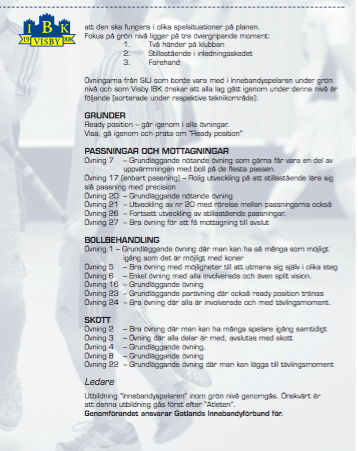 I B K
19 VISBY 88
att den ska fungera i olika spelsituationer på planen.
Fokus på grön nivå ligger på tre övergripande moment:
1. Två händer på klubban
2. Stillastående i inledningsskedet
3. Forehand
Övningarna från SIU som borde vara med i Innebandyspelaren under grön
nivå och som Visby IBK önskar att alla lag gått igenom under denna nivå är
följande (sorterade under respektive teknikområde):
GRUNDER
Ready position – går igenom i alla övningar.
Visa, gå igenom och prata om "Ready position"
PASSNINGAR OCH MOTTAGNINGAR
Övning 7 – Grundläggande nötande övning som gärna får vara en del av
uppvärmningen med boll på de flesta passen.
Övning 17 (enbart passning) – Rolig utveckling på att stillestående lära sig
slå passning med precision
Övning 20 – Grundläggande nötande övning
Övning 21 – Utveckling av nr 20 med rörelse mellan passningarna också
Övning 26 – Fortsatt utveckling av stillastående passningar.
Övning 27 – Bra övning för att få mottagning till avslut
BOLLBEHANDLING
Övning 1 – Grundläggande övning där man kan ha så många som möjligt
igång som det är möjligt med koner
Övning 5 – Bra övning med möjligheter till att utmana sig själv i olika steg
Övning 6 – Enkel övning med alla involverade och även split vision.
Övning 16 – Grundläggande övning
Övning 23 – Grundläggande parövning där också ready position tränas
Övning 24 – Bra övning där alla är involverade och med tävlingsmoment.
SKOTT
Övning 2 – Bra övning där man kan ha många spelare igång samtidigt
Övning 3 – Övning där alla delar är med, avslutas med skott
Övning 4 – Grundläggande övning.
Övning 8 – Grundläggande övning
Övning 22 – Grundläggande övning där man kan lägga till tävlingsmoment
Ledare
Utbildning "Innebandyspelaren" inom grön nivå genomgås. Önskvärt är
att denna utbildning gås först efter "Atleten".
Genomförandet ansvarar Gotlands Innebandyförbund för.